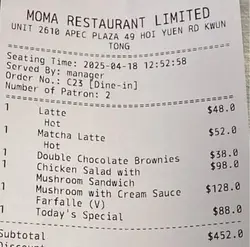 MOMA RESTAURANT LIMITED
UNIT 2610 APEC PLAZA 49 HOI YUEN RD KWUN
TONG
Seating Time: 2025-04-18 12:52:58
Served By: manager
Order No.: C23 [Dine-in]
Number of Patron: 2
1 Latte $48.0
Hot
1 Matcha Latte $52.0
Hot
1 Double Chocolate Brownies $38.0
1 Chicken Salad with $98.0
Mushroom Sandwich
1 Mushroom with Cream Sauce $128.0
Farfalle (V)
1 Today's Special $88.0
Subtotal $452.0